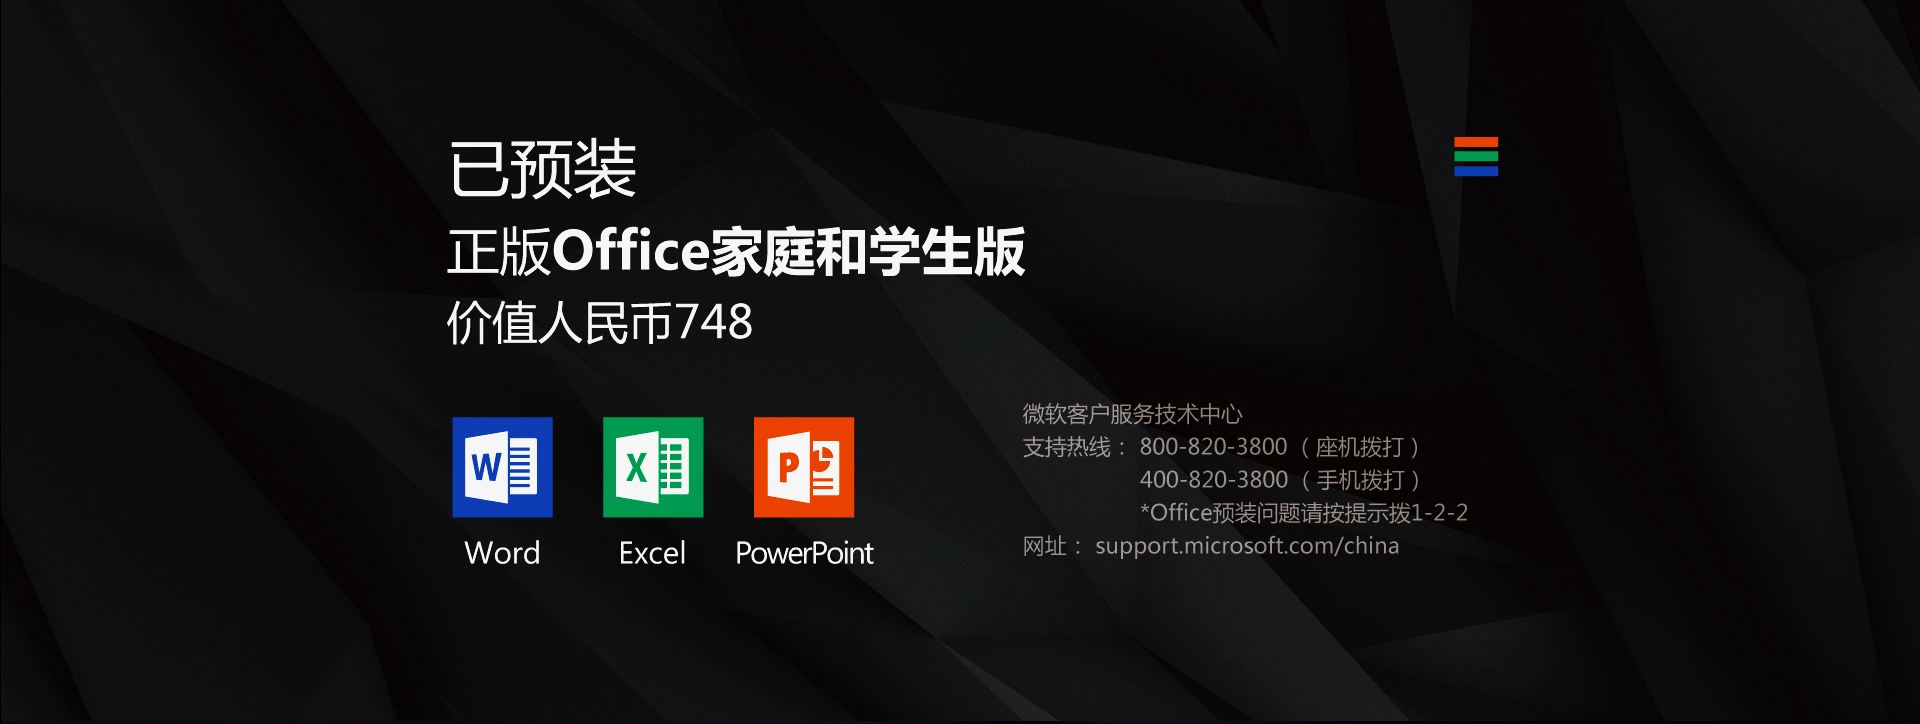 已预装
正版Office家庭和学生版
价值人民币748
W
X
P
Word
Excel
PowerPoint
微软客户服务技术中心
支持热线： 800-820-3800（座机拨打）
400-820-3800（手机拨打）
*Office预装问题请按提示拨1-2-2
网址： support.microsoft.com/china